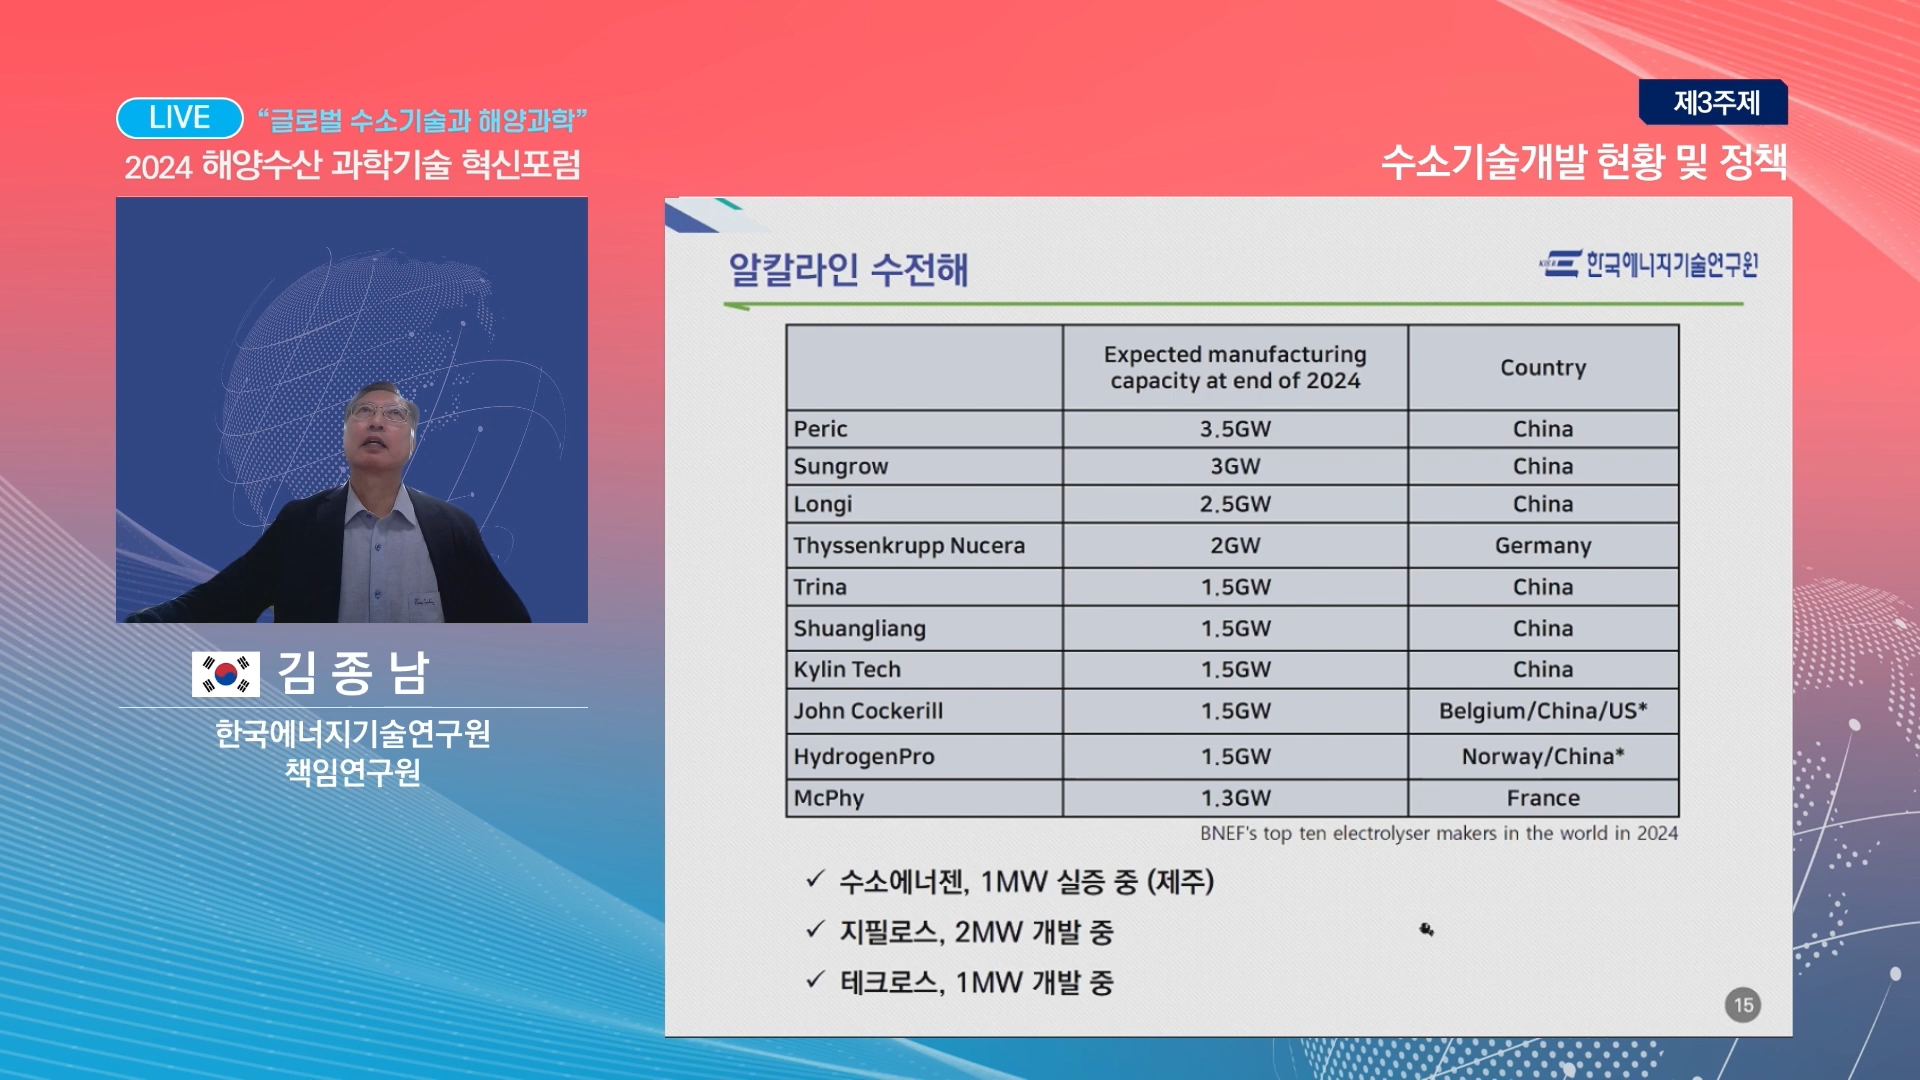 LIVE
“글로벌 수소기술과 해양과학”
2024 해양수산 과학기술 혁신포럼
제3주제
수소기술개발 현황 및 정책
김종남
한국에너지기술연구원
책임연구원
알칼라인 수전해
한국에너지기술연구원
Expected manufacturing capacity at end of 2024 Country
Peric 3.5GW China
Sungrow 3GW China
Longi 2.5GW China
Thyssenkrupp Nucera 2GW Germany
Trina 1.5GW China
Shuangliang 1.5GW China
Kylin Tech 1.5GW China
John Cockerill 1.5GW Belgium/China/US*
HydrogenPro 1.5GW Norway/China*
McPhy 1.3GW France
BNEF's top ten electrolyser makers in the world in 2024
✓ 수소에너젠, 1MW 실증 중 (제주)
✓ 지필로스, 2MW 개발 중
✓ 테크로스, 1MW 개발 중
15